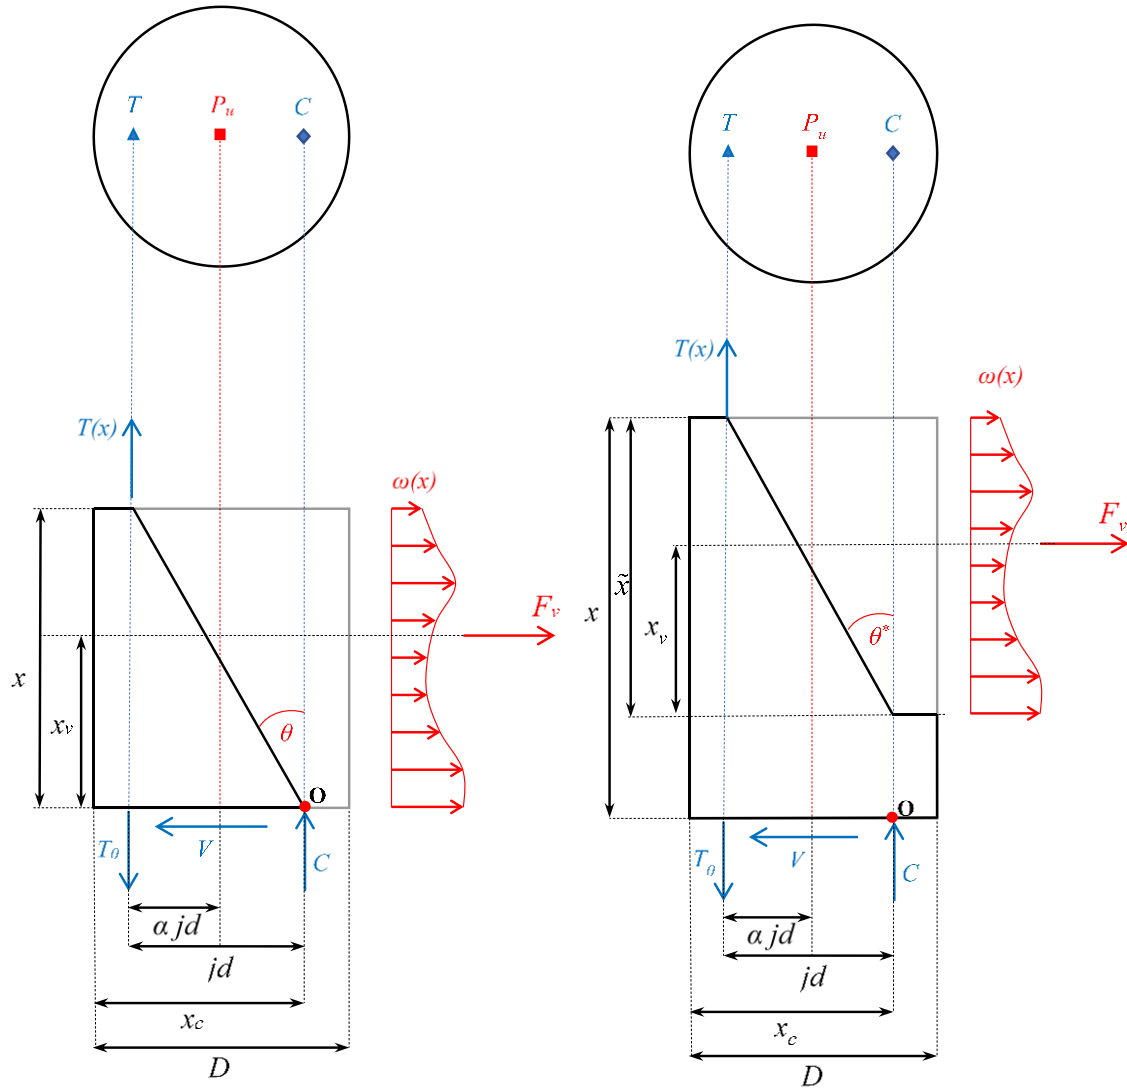 T P_u C
T(x)
ω(x)
F_v
x
x_v
θ
O
T_0 V C
α jd
jd
x_c
D
T P_u C
T(x)
ω(x)
F_v
x x̃ x_v
θ*
O
T_0 V C
α jd
jd
x_c
D